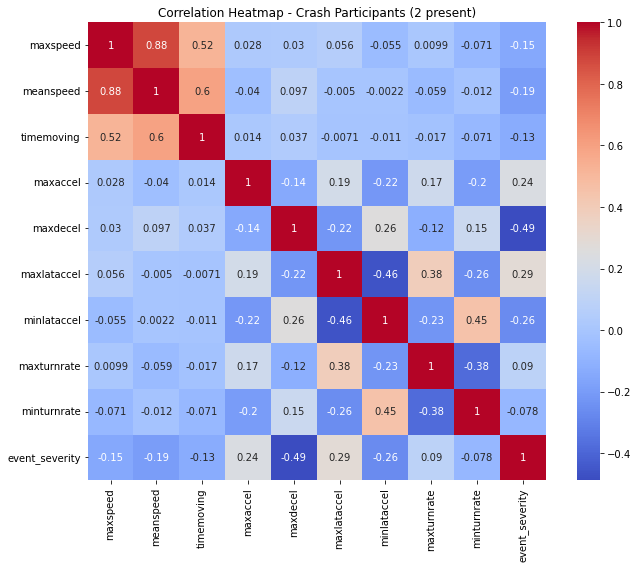 Correlation Heatmap - Crash Participants (2 present)
maxspeed 1 0.88 0.52 0.028 0.03 0.056 -0.055 0.0099 -0.071 -0.15
meanspeed 0.88 1 0.6 -0.04 0.097 -0.005 -0.0022 -0.059 -0.012 -0.19
timemoving 0.52 0.6 1 0.014 0.037 -0.0071 -0.011 -0.017 -0.071 -0.13
maxaccel 0.028 -0.04 0.014 1 -0.14 0.19 -0.22 0.17 -0.2 0.24
maxdecel 0.03 0.097 0.037 -0.14 1 -0.22 0.26 -0.12 0.15 -0.49
maxlataccel 0.056 -0.005 -0.0071 0.19 -0.22 1 -0.46 0.38 -0.26 0.29
minlataccel -0.055 -0.0022 -0.011 -0.22 0.26 -0.46 1 -0.23 0.45 -0.26
maxturnrate 0.0099 -0.059 -0.017 0.17 -0.12 0.38 -0.23 1 -0.38 0.09
minturnrate -0.071 -0.012 -0.071 -0.2 0.15 -0.26 0.45 -0.38 1 -0.078
event_severity -0.15 -0.19 -0.13 0.24 -0.49 0.29 -0.26 0.09 -0.078 1
maxspeed
meanspeed
timemoving
maxaccel
maxdecel
maxlataccel
minlataccel
maxturnrate
minturnrate
event_severity
1.0
0.8
0.6
0.4
0.2
0.0
-0.2
-0.4